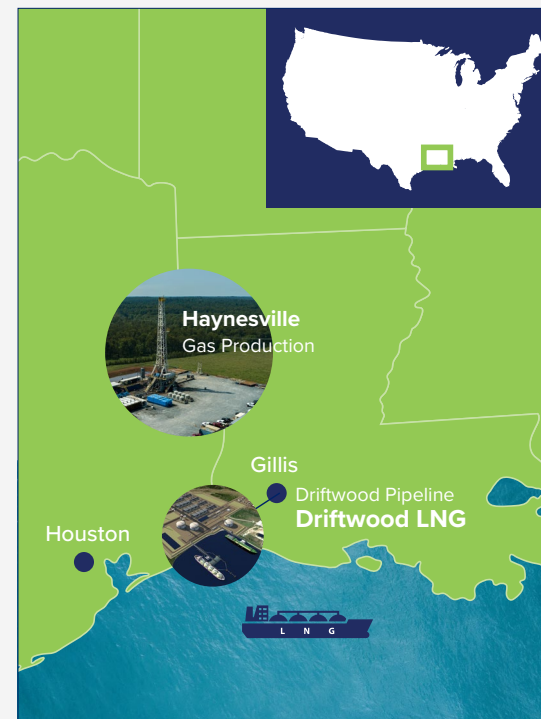 Haynesville
Gas Production
Gillis
Driftwood Pipeline
Driftwood LNG
Houston
L N G